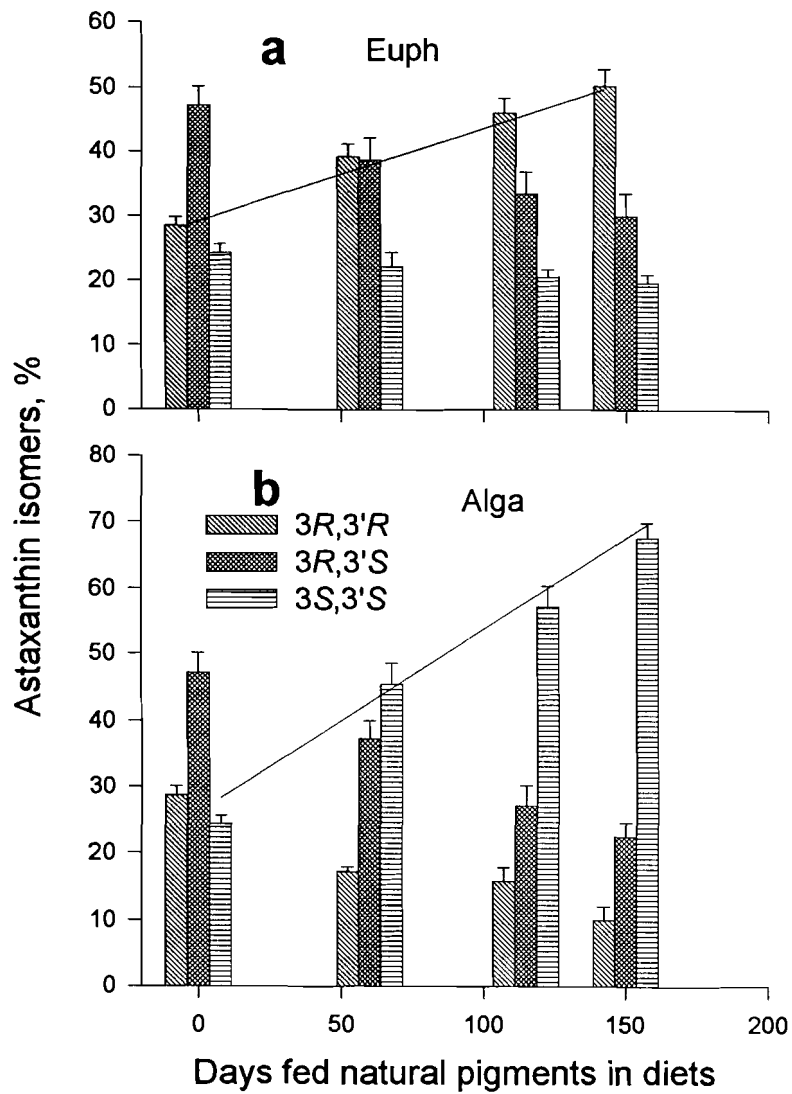 Astaxanthin isomers, %
a Euph
60
50
40
30
20
10
0
b Alga
3R,3'R
3R,3'S
3S,3'S
80
70
60
50
40
30
20
10
0
0 50 100 150 200
Days fed natural pigments in diets